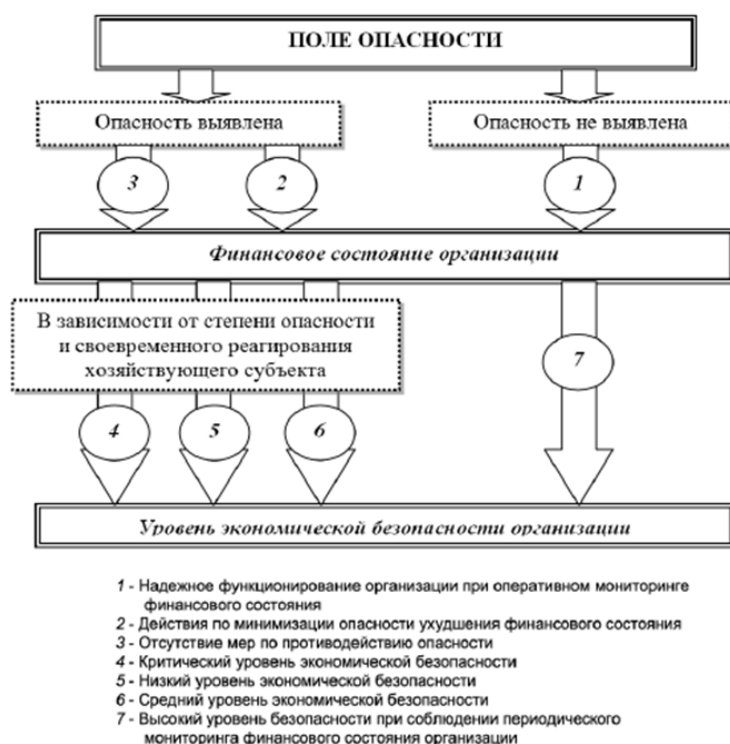 ПОЛЕ ОПАСНОСТИ
Опасность выявлена
Опасность не выявлена
3
2
1
Финансовое состояние организации
В зависимости от степени опасности
и своевременного реагирования
хозяйствующего субъекта
7
4
5
6
Уровень экономической безопасности организации
1 - Надежное функционирование организации при оперативном мониторинге
финансового состояния
2 - Действия по минимизации опасности ухудшения финансового состояния
3 - Отсутствие мер по противодействию опасности
4 - Критический уровень экономической безопасности
5 - Низкий уровень экономической безопасности
6 - Средний уровень экономической безопасности
7 - Высокий уровень безопасности при соблюдении периодического
мониторинга финансового состояния организации